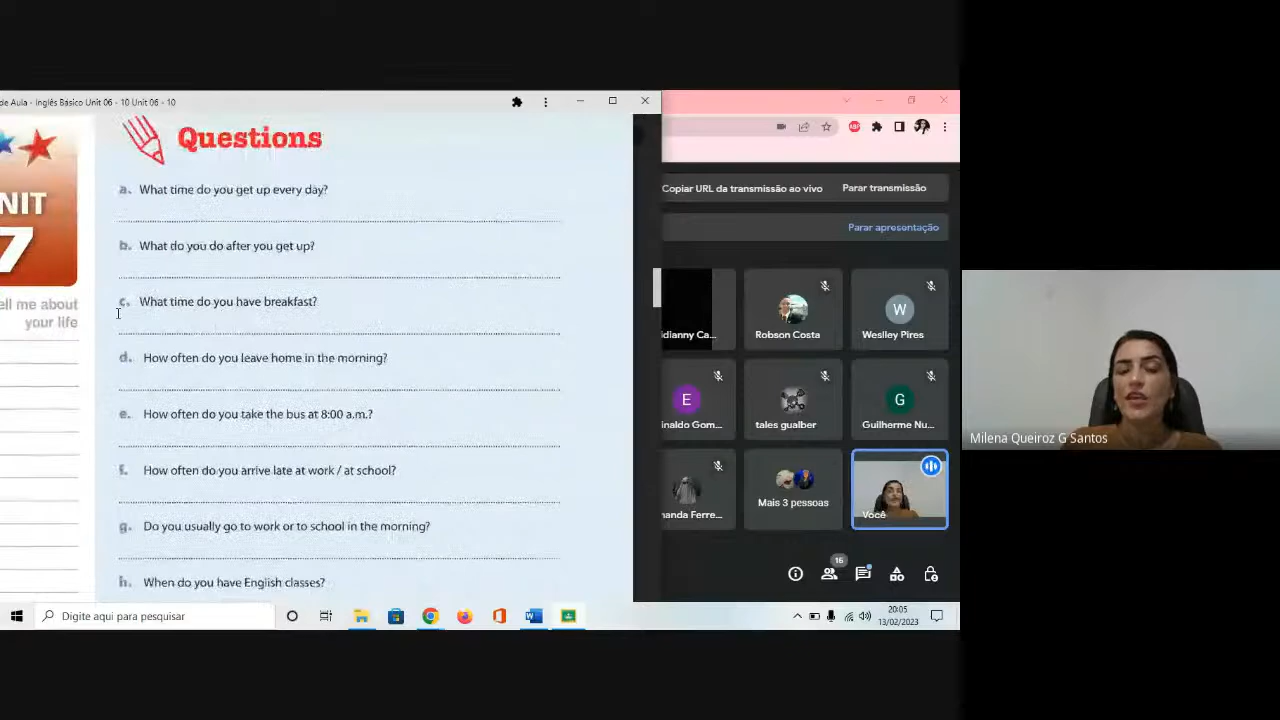 de Aula - Inglês Básico Unit 06 - 10 Unit 06 - 10
Questions
NIT
7
ell me about
your life
a. What time do you get up every day?
b. What do you do after you get up?
c. What time do you have breakfast?
d. How often do you leave home in the morning?
e. How often do you take the bus at 8:00 a.m.?
f. How often do you arrive late at work / at school?
g. Do you usually go to work or to school in the morning?
h. When do you have English classes?
Copiar URL da transmissão ao vivo Parar transmissão
Parar apresentação
idianny Ca... Robson Costa W Weslley Pires
E inaldo Gom... tales gualber G Guilherme Nu...
nanda Ferre... Mais 3 pessoas Você
16
Milena Queiroz G Santos
Digite aqui para pesquisar
20:05
13/02/2023